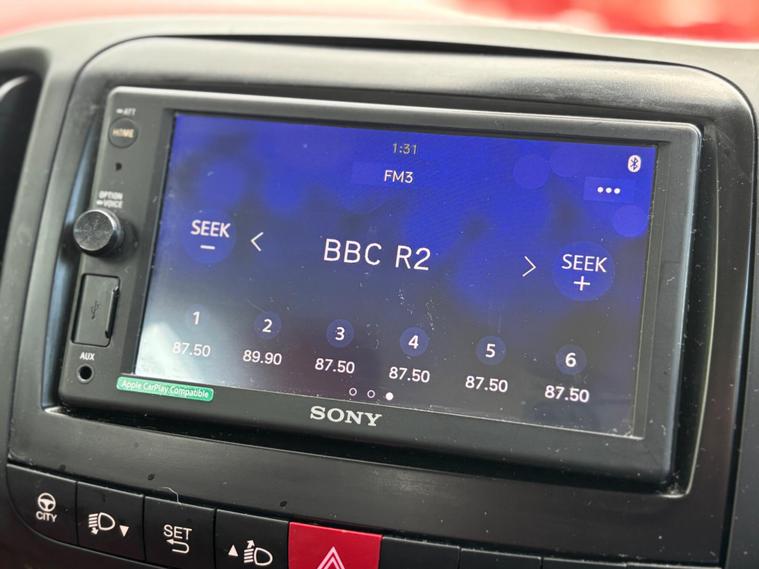 ATT
HOME
OPTION
VOICE
AUX
1:31
FM3
•••
SEEK
−
<
BBC R2
>
SEEK
+
1 2 3 4 5 6
87.50 89.90 87.50 87.50 87.50 87.50
Apple CarPlay Compatible
SONY
CITY
SET